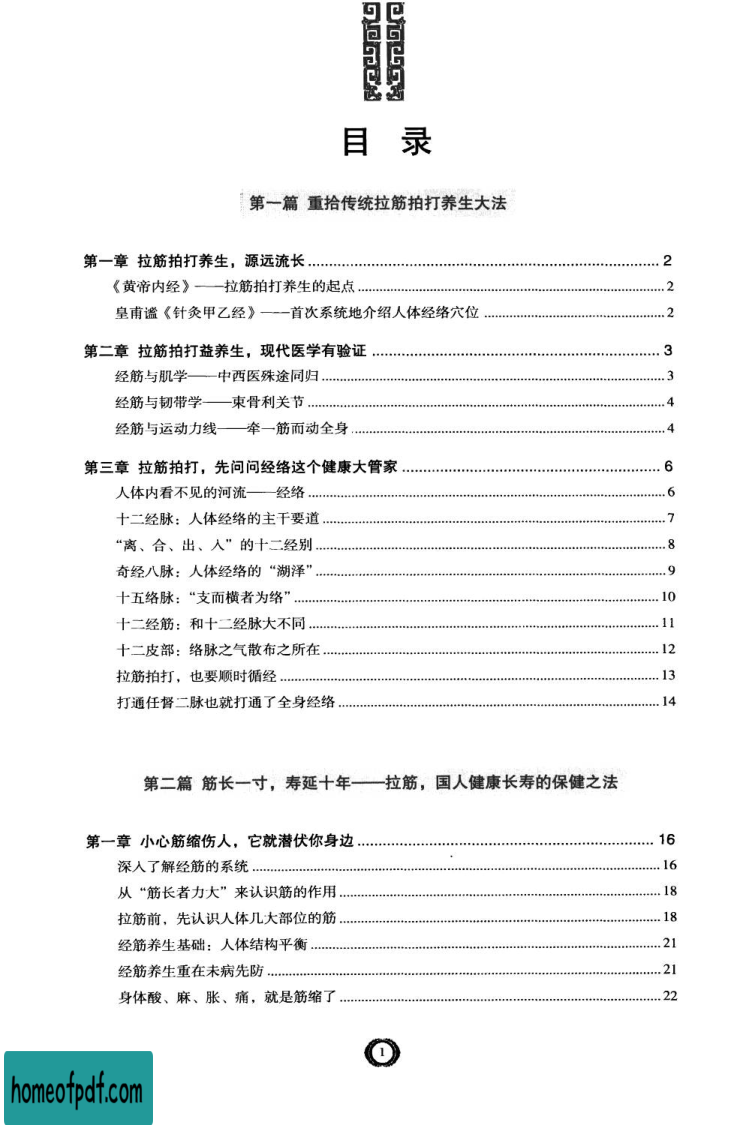 目 录
第一篇 重拾传统拉筋拍打养生大法
第一章 拉筋拍打养生，源远流长 2
《黄帝内经》——拉筋拍打养生的起点 2
皇甫谧《针灸甲乙经》——首次系统地介绍人体经络穴位 2
第二章 拉筋拍打益养生，现代医学有验证 3
经筋与肌学——中西医殊途同归 3
经筋与韧带学——束骨利关节 4
经筋与运动力线——牵一筋而动全身 4
第三章 拉筋拍打，先问问经络这个健康大管家 6
人体内看不见的河流——经络 6
十二经脉：人体经络的主干要道 7
“离、合、出、入”的十二经别 8
奇经八脉：人体经络的“湖泽” 9
十五络脉：“支而横者为络” 10
十二经筋：和十二经脉大不同 11
十二皮部：络脉之气散布之所在 12
拉筋拍打，也要顺时循经 13
打通任督二脉也就打通了全身经络 14
第二篇 筋长一寸，寿延十年——拉筋，国人健康长寿的保健之法
第一章 小心筋缩伤人，它就潜伏你身边 16
深入了解经筋的系统 16
从“筋长者力大”来认识筋的作用 18
拉筋前，先认识人体几大部位的筋 18
经筋养生基础：人体结构平衡 21
经筋养生重在未病先防 21
身体酸、麻、胀、痛，就是筋缩了 22
1
homeofpdf.com